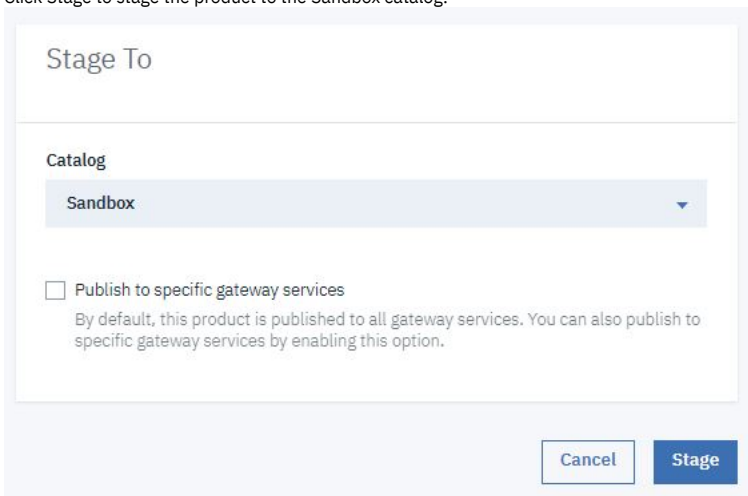 Click Stage to stage the product to the Sandbox catalog.
Stage To
Catalog
Sandbox
Publish to specific gateway services
By default, this product is published to all gateway services. You can also publish to
specific gateway services by enabling this option.
Cancel
Stage